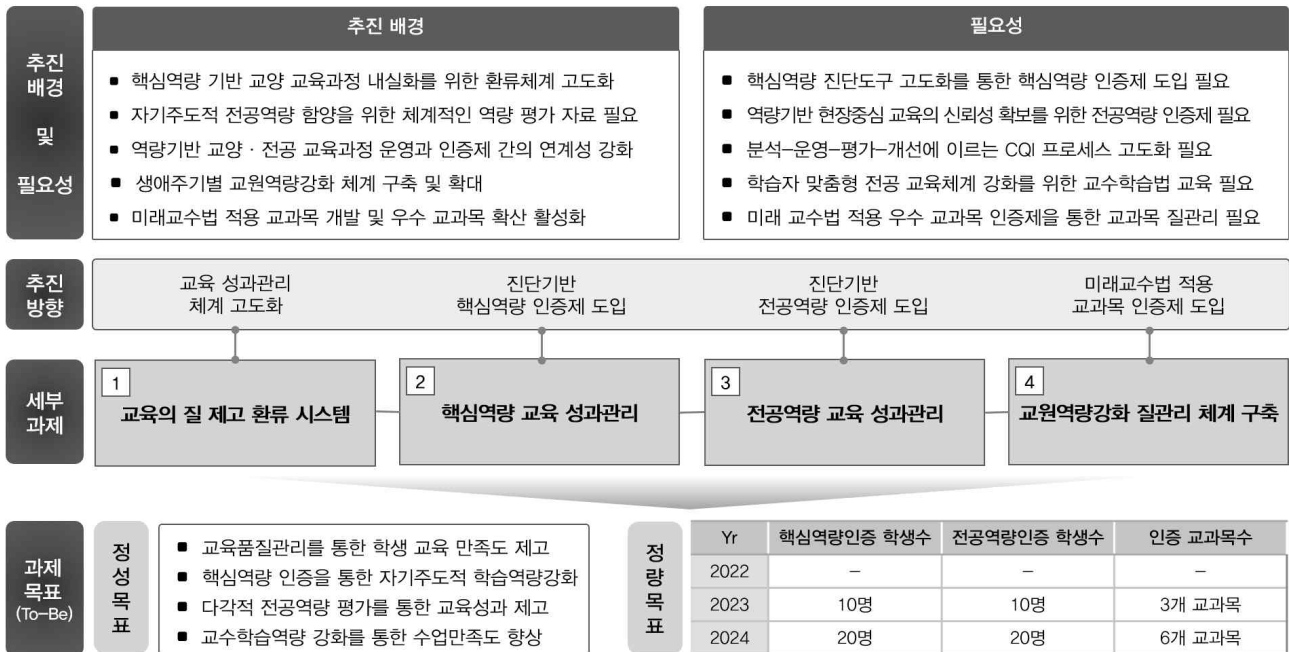 추진
배경
및
필요성
추진 배경
■ 핵심역량 기반 교양 교육과정 내실화를 위한 환류체계 고도화
■ 자기주도적 전공역량 함양을 위한 체계적인 역량 평가 자료 필요
■ 역량기반 교양 · 전공 교육과정 운영과 인증제 간의 연계성 강화
■ 생애주기별 교원역량강화 체계 구축 및 확대
■ 미래교수법 적용 교과목 개발 및 우수 교과목 확산 활성화
필요성
■ 핵심역량 진단도구 고도화를 통한 핵심역량 인증제 도입 필요
■ 역량기반 현장중심 교육의 신뢰성 확보를 위한 전공역량 인증제 필요
■ 분석–운영–평가–개선에 이르는 CQI 프로세스 고도화 필요
■ 학습자 맞춤형 전공 교육체계 강화를 위한 교수학습법 교육 필요
■ 미래 교수법 적용 우수 교과목 인증제을 통한 교과목 질관리 필요
추진
방향
교육 성과관리
체계 고도화
진단기반
핵심역량 인증제 도입
진단기반
전공역량 인증제 도입
미래교수법 적용
교과목 인증제 도입
세부
과제
1
교육의 질 제고 환류 시스템
2
핵심역량 교육 성과관리
3
전공역량 교육 성과관리
4
교원역량강화 질관리 체계 구축
과제
목표
(To–Be)
정성목표
■ 교육품질관리를 통한 학생 교육 만족도 제고
■ 핵심역량 인증을 통한 자기주도적 학습역량강화
■ 다각적 전공역량 평가를 통한 교육성과 제고
■ 교수학습역량 강화를 통한 수업만족도 향상
정량목표
Yr 핵심역량인증 학생수 전공역량인증 학생수 인증 교과목수
2022 – – –
2023 10명 10명 3개 교과목
2024 20명 20명 6개 교과목